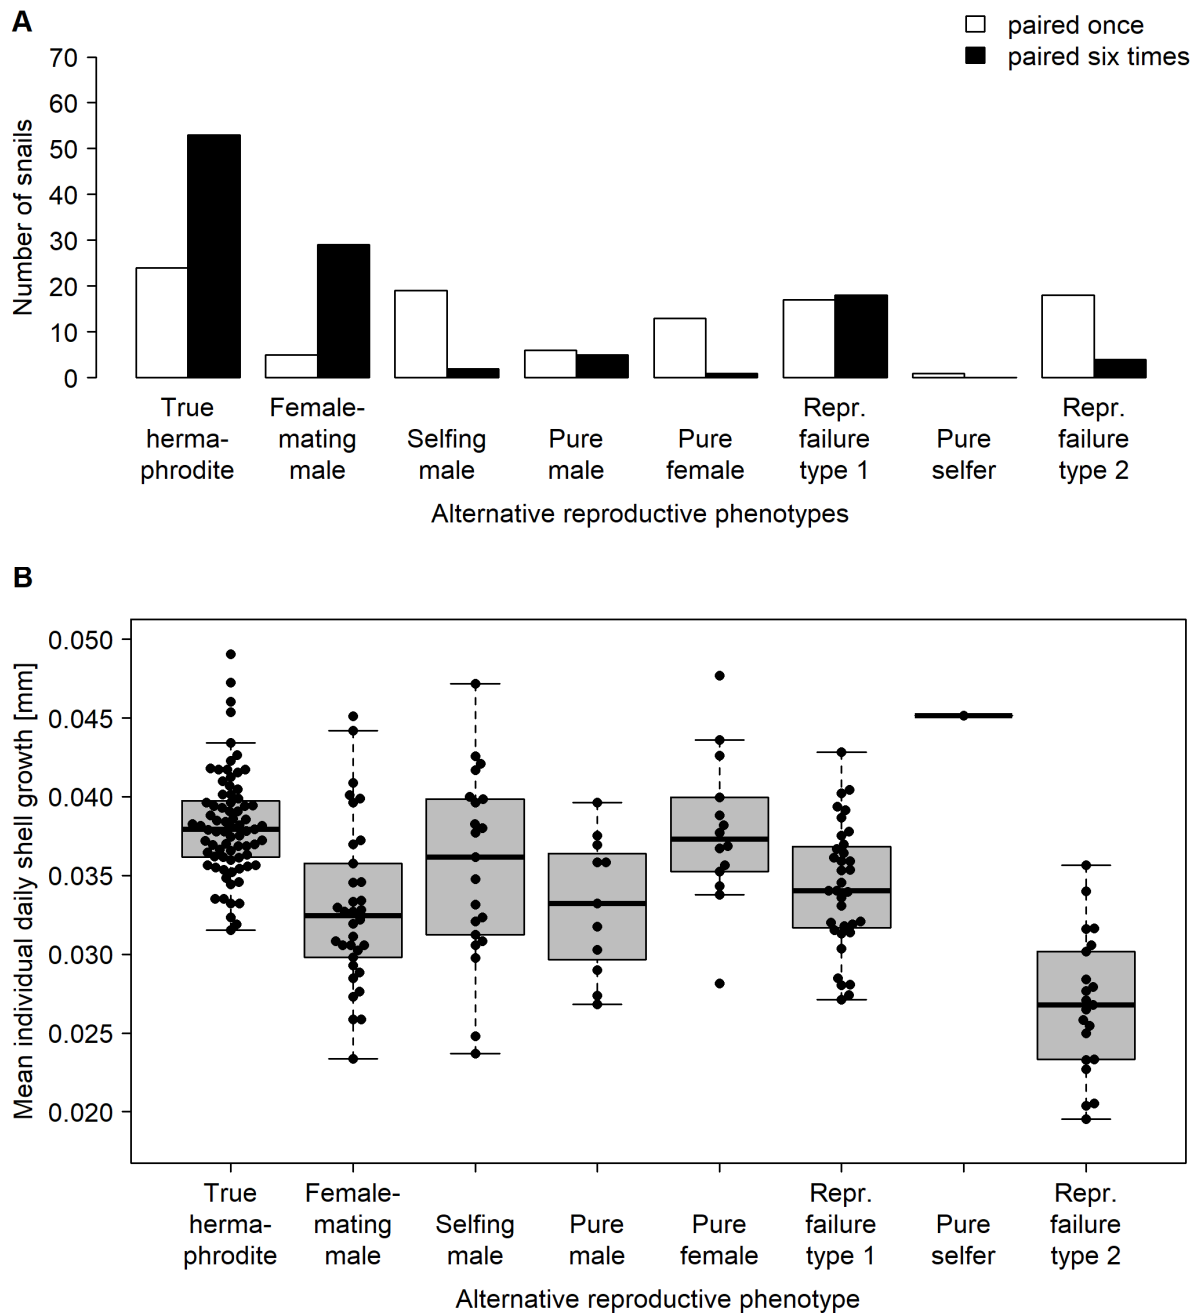 A
paired once
paired six times
Number of snails
70
60
50
40
30
20
10
0
True
herma-
phrodite
Female-
mating
male
Selfing
male
Pure
male
Pure
female
Repr.
failure
type 1
Pure
selfer
Repr.
failure
type 2
Alternative reproductive phenotypes
B
Mean individual daily shell growth [mm]
0.050
0.045
0.040
0.035
0.030
0.025
0.020
True
herma-
phrodite
Female-
mating
male
Selfing
male
Pure
male
Pure
female
Repr.
failure
type 1
Pure
selfer
Repr.
failure
type 2
Alternative reproductive phenotype